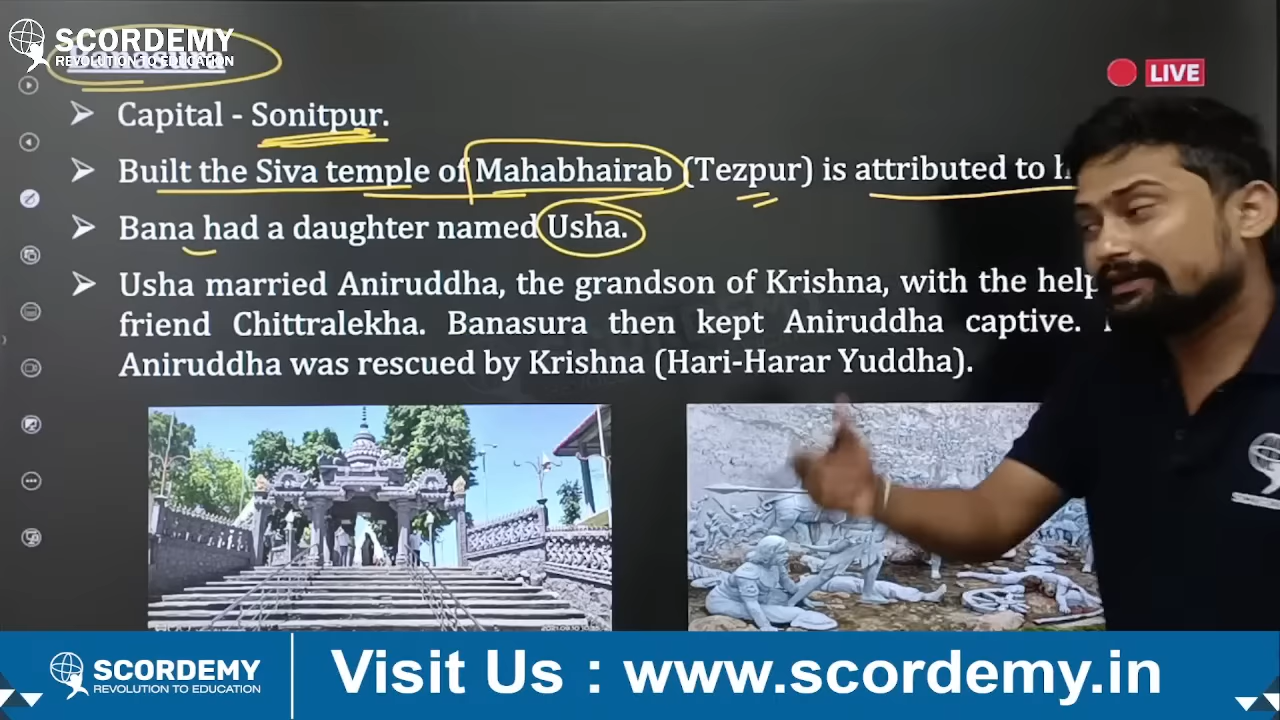 SCORDEMY
REVOLUTION TO EDUCATION
Banasura
LIVE
➢ Capital - Sonitpur.
➢ Built the Siva temple of Mahabhairab (Tezpur) is attributed to
➢ Bana had a daughter named Usha.
➢ Usha married Aniruddha, the grandson of Krishna, with the help
friend Chittralekha. Banasura then kept Aniruddha captive.
Aniruddha was rescued by Krishna (Hari-Harar Yuddha).
SCORDEMY
REVOLUTION TO EDUCATION
Visit Us : www.scordemy.in